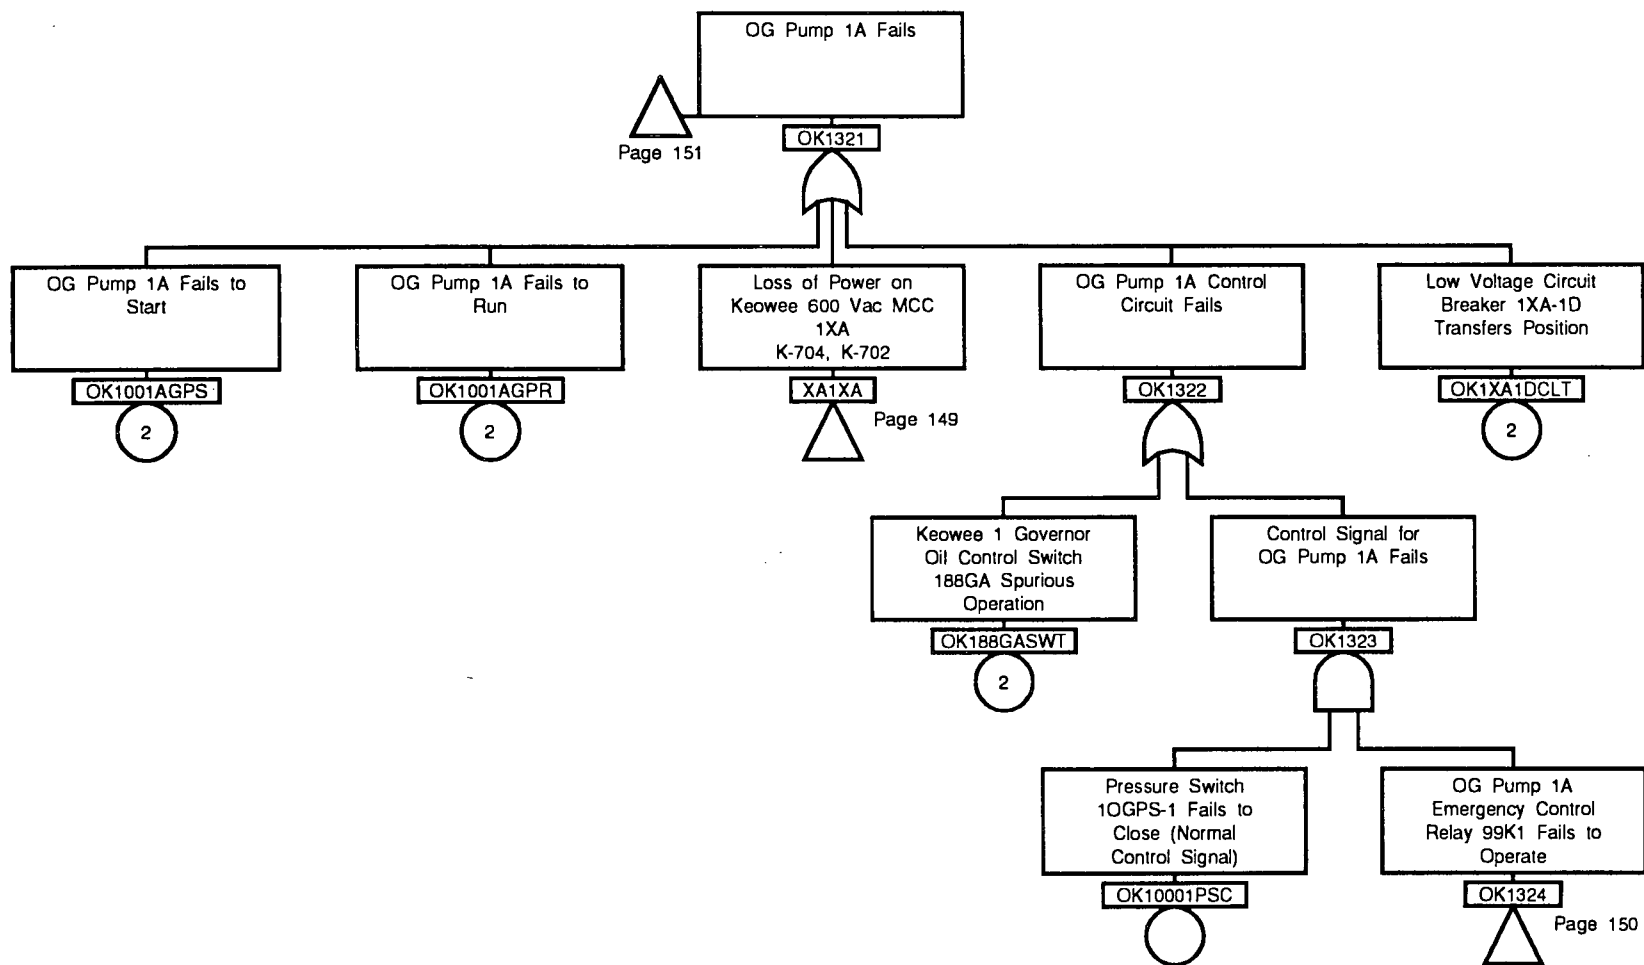 OG Pump 1A Fails
Page 151
OK1321
OG Pump 1A Fails to
Start
OK1001AGPS
2
OG Pump 1A Fails to
Run
OK1001AGPR
2
Loss of Power on
Keowee 600 Vac MCC
1XA
K-704, K-702
XA1XA
Page 149
OG Pump 1A Control
Circuit Fails
OK1322
Low Voltage Circuit
Breaker 1XA-1D
Transfers Position
OK1XA1DCLT
2
Keowee 1 Governor
Oil Control Switch
188GA Spurious
Operation
OK188GASWT
2
Control Signal for
OG Pump 1A Fails
OK1323
Pressure Switch
1OGPS-1 Fails to
Close (Normal
Control Signal)
OK10001PSC
OG Pump 1A
Emergency Control
Relay 99K1 Fails to
Operate
OK1324
Page 150